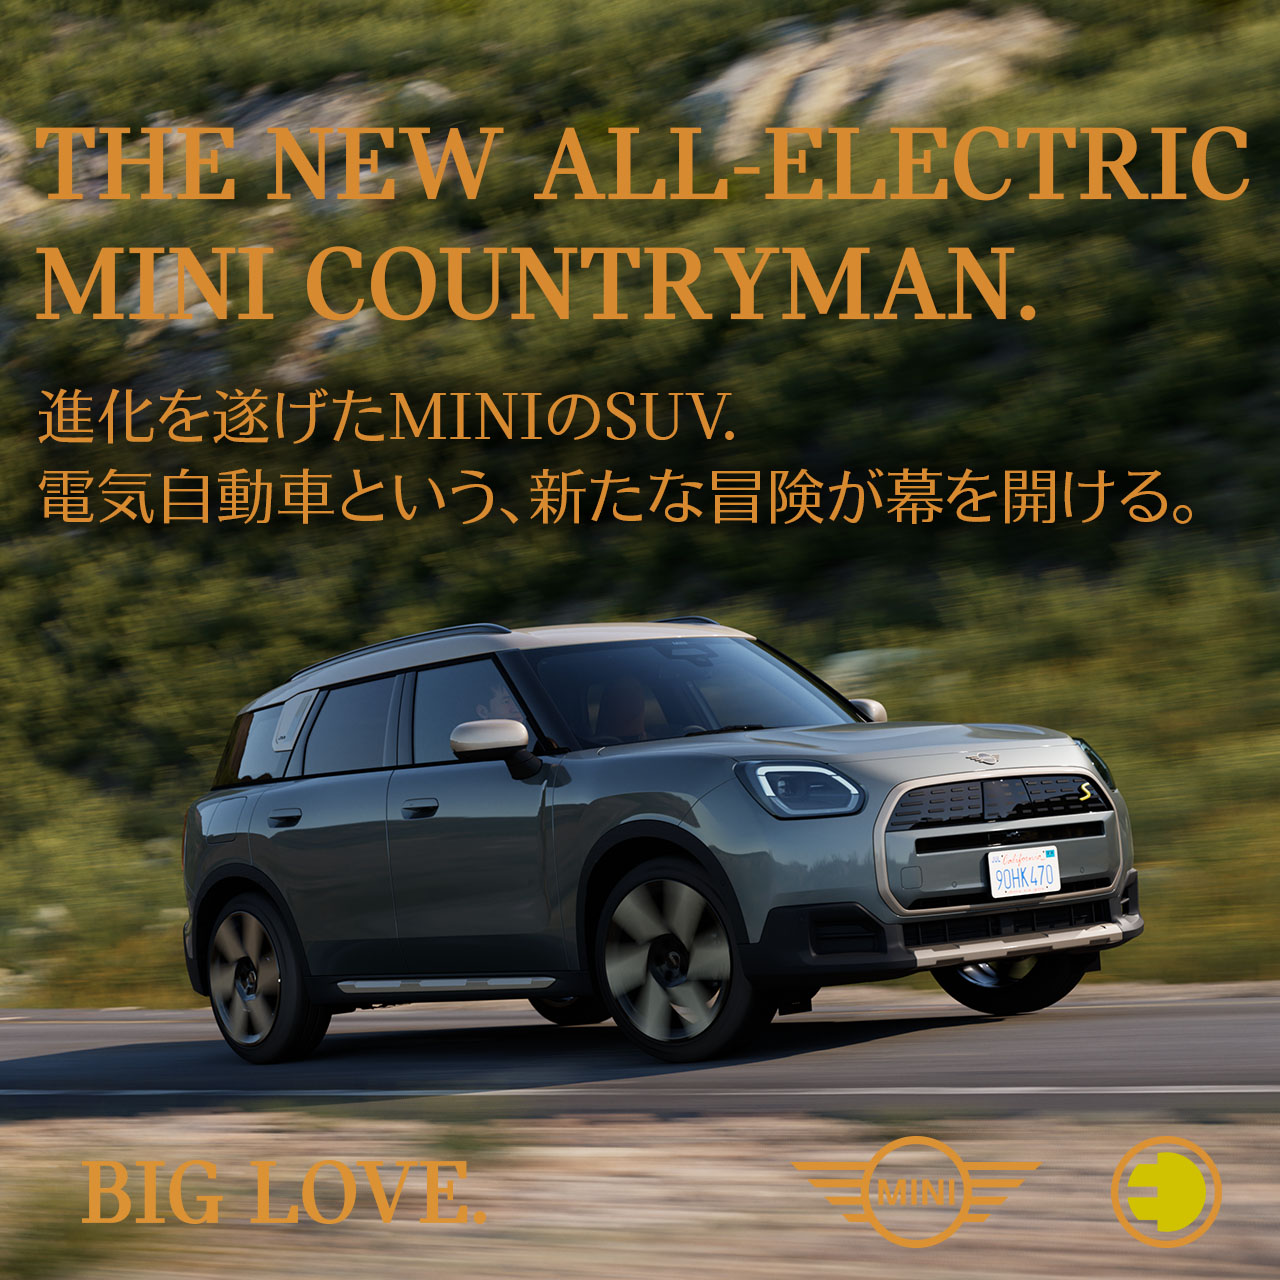 THE NEW ALL-ELECTRIC
MINI COUNTRYMAN.
進化を遂げたMINIのSUV.
電気自動車という、新たな冒険が幕を開ける。
S
JUL California
90HK470
BIG LOVE.
MINI